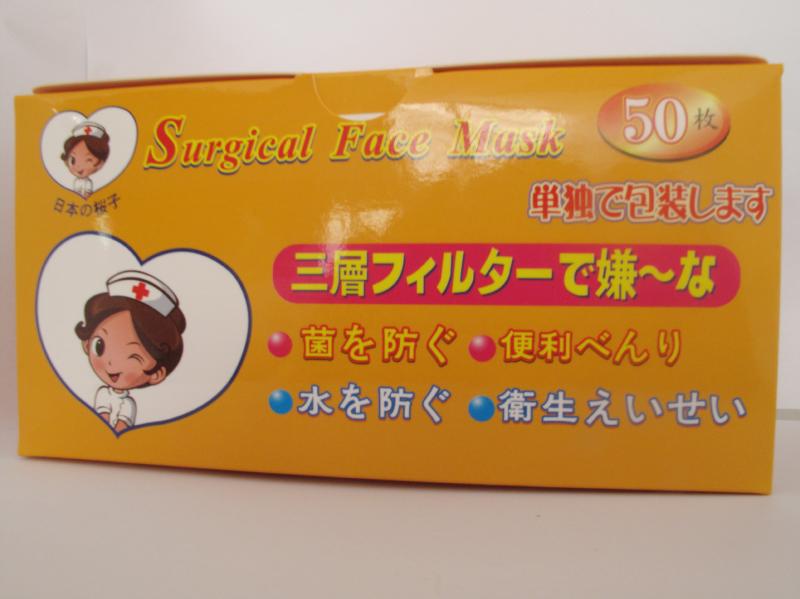 Surgical Face Mask
50枚
日本の桜子
単独で包装します
三層フィルターで嫌～な
菌を防ぐ
便利べんり
水を防ぐ
衛生えいせい